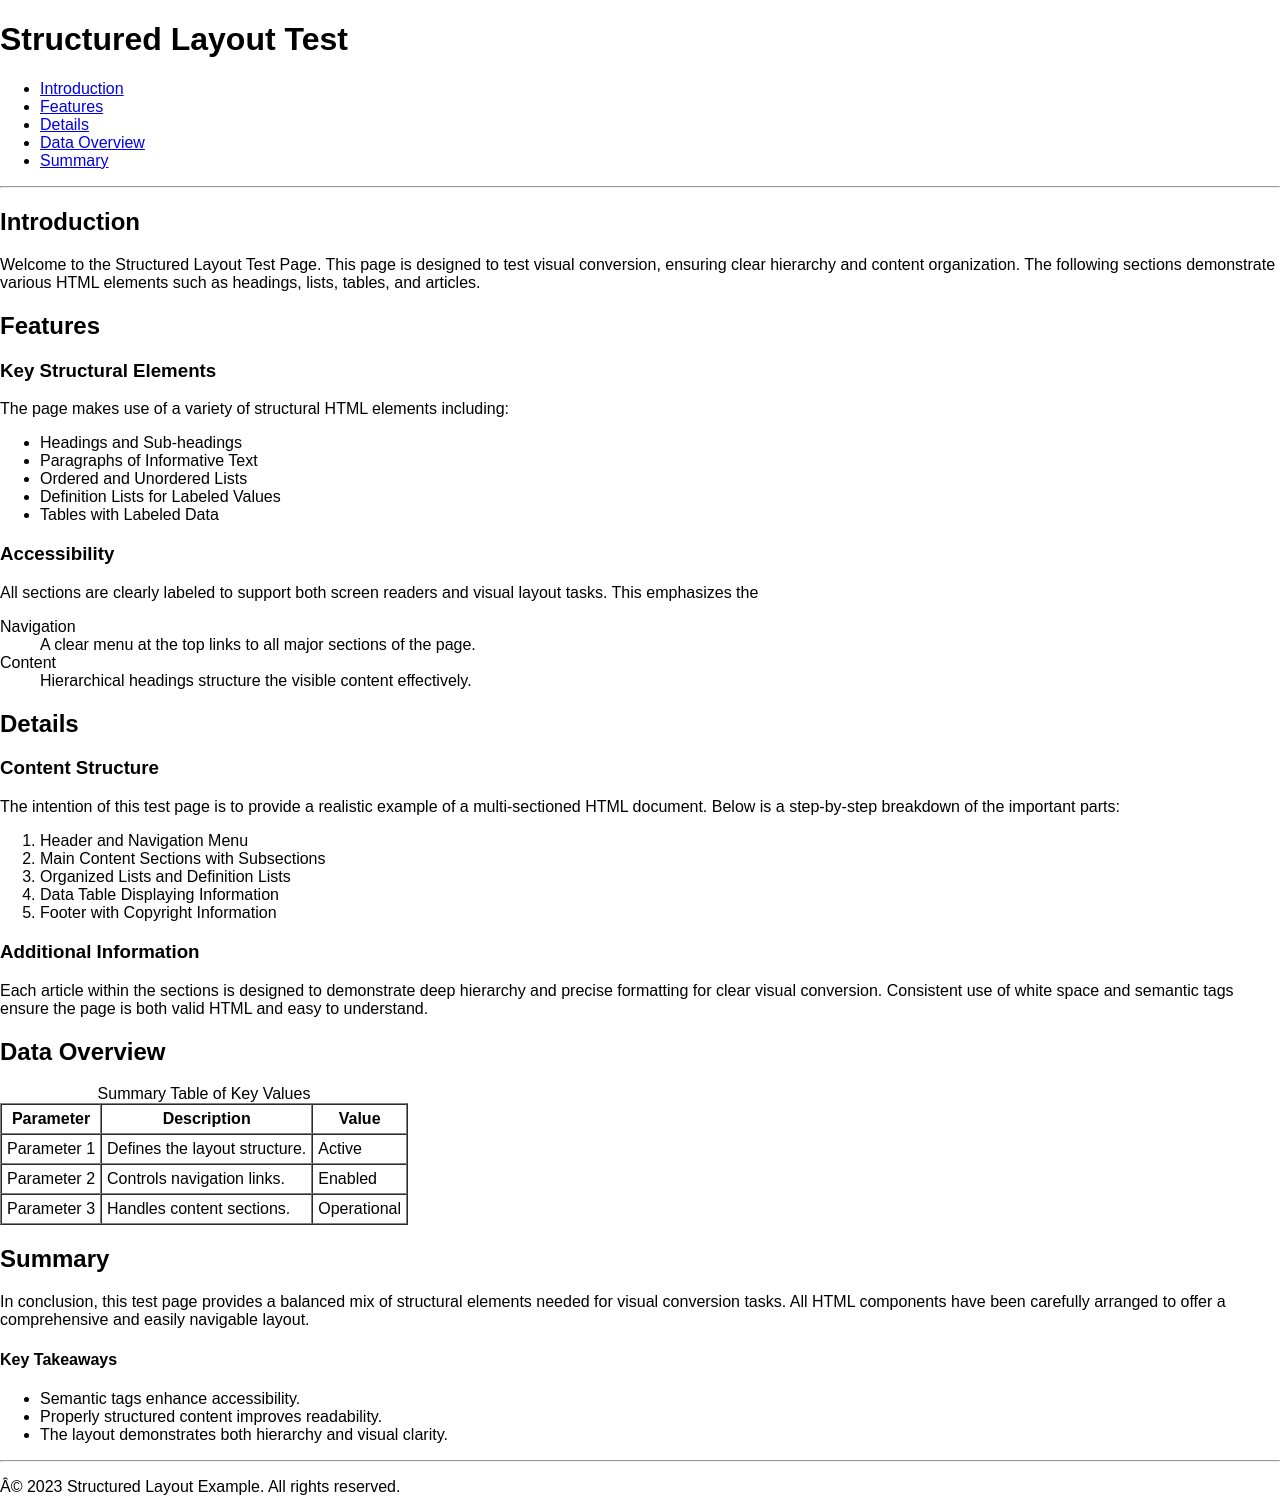 Structured Layout Test
• Introduction
• Features
• Details
• Data Overview
• Summary
Introduction
Welcome to the Structured Layout Test Page. This page is designed to test visual conversion, ensuring clear hierarchy and content organization. The following sections demonstrate
various HTML elements such as headings, lists, tables, and articles.
Features
Key Structural Elements
The page makes use of a variety of structural HTML elements including:
• Headings and Sub-headings
• Paragraphs of Informative Text
• Ordered and Unordered Lists
• Definition Lists for Labeled Values
• Tables with Labeled Data
Accessibility
All sections are clearly labeled to support both screen readers and visual layout tasks. This emphasizes the
Navigation
A clear menu at the top links to all major sections of the page.
Content
Hierarchical headings structure the visible content effectively.
Details
Content Structure
The intention of this test page is to provide a realistic example of a multi-sectioned HTML document. Below is a step-by-step breakdown of the important parts:
1. Header and Navigation Menu
2. Main Content Sections with Subsections
3. Organized Lists and Definition Lists
4. Data Table Displaying Information
5. Footer with Copyright Information
Additional Information
Each article within the sections is designed to demonstrate deep hierarchy and precise formatting for clear visual conversion. Consistent use of white space and semantic tags
ensure the page is both valid HTML and easy to understand.
Data Overview
Summary Table of Key Values
Parameter Description Value
Parameter 1 Defines the layout structure. Active
Parameter 2 Controls navigation links. Enabled
Parameter 3 Handles content sections. Operational
Summary
In conclusion, this test page provides a balanced mix of structural elements needed for visual conversion tasks. All HTML components have been carefully arranged to offer a
comprehensive and easily navigable layout.
Key Takeaways
• Semantic tags enhance accessibility.
• Properly structured content improves readability.
• The layout demonstrates both hierarchy and visual clarity.
Â© 2023 Structured Layout Example. All rights reserved.